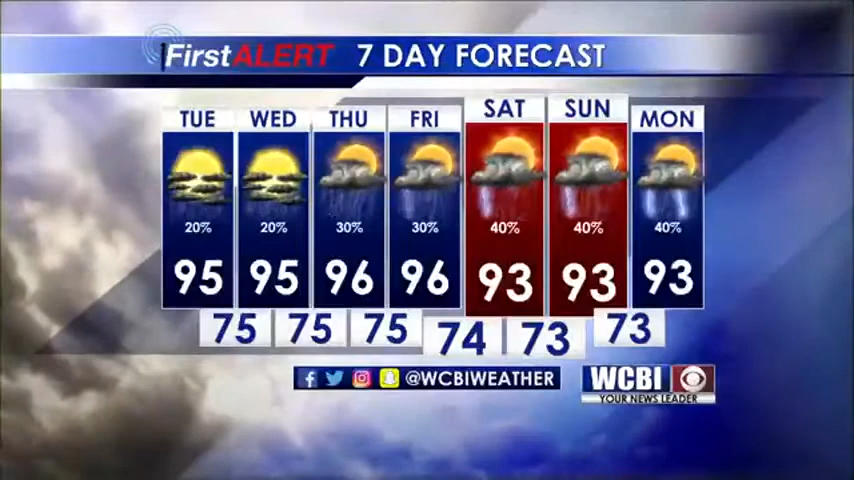 FirstALERT 7 DAY FORECAST
TUE WED THU FRI SAT SUN MON
20% 20% 30% 30% 40% 40% 40%
95 95 96 96 93 93 93
75 75 75 74 73 73
@WCBIWEATHER
WCBI
YOUR NEWS LEADER